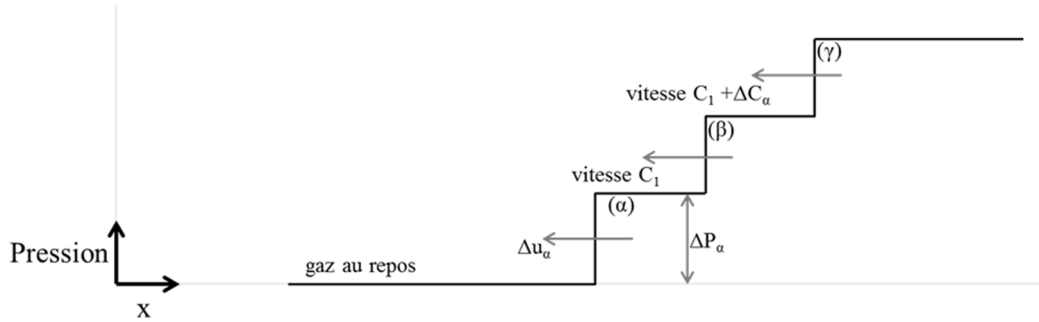 (γ)
vitesse C₁ +ΔCα
(β)
vitesse C₁
(α)
Δuα
ΔPα
Pression
gaz au repos
x